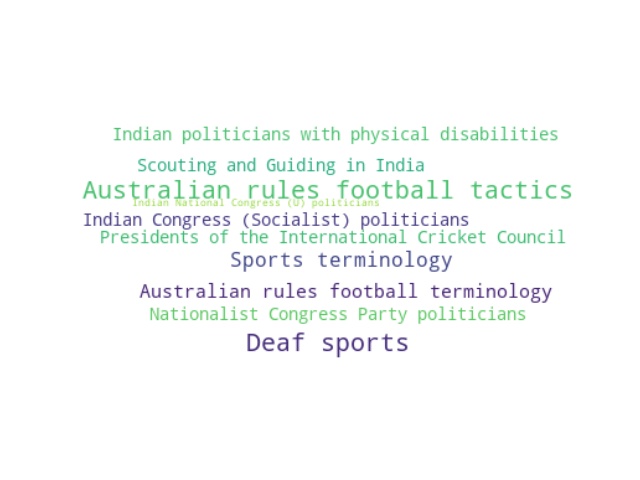 Indian politicians with physical disabilities
Scouting and Guiding in India
Australian rules football tactics
Indian National Congress (O) politicians
Indian Congress (Socialist) politicians
Presidents of the International Cricket Council
Sports terminology
Australian rules football terminology
Nationalist Congress Party politicians
Deaf sports